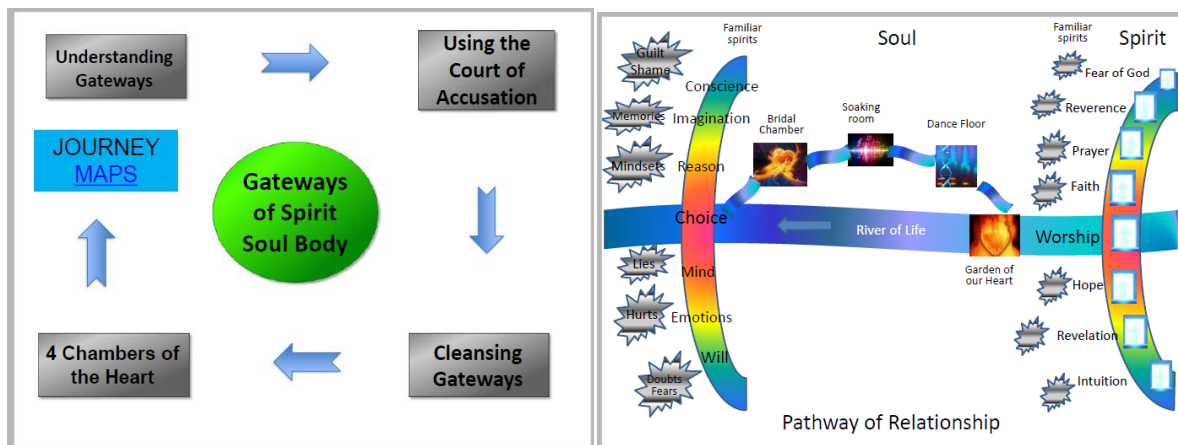 Understanding
Gateways
Using the
Court of
Accusation
JOURNEY
MAPS
Gateways
of Spirit
Soul Body
4 Chambers of
the Heart
Cleansing
Gateways
Familiar
spirits
Soul
Familiar
spirits
Spirit
Guilt
Shame
Conscience
Memories
Imagination
Mindsets
Reason
Choice
Lies
Mind
Hurts
Emotions
Will
Doubts
Fears
Bridal
Chamber
Soaking
room
Dance Floor
River of Life
Garden of
our Heart
Fear of God
Reverence
Prayer
Faith
Worship
Hope
Revelation
Intuition
Pathway of Relationship